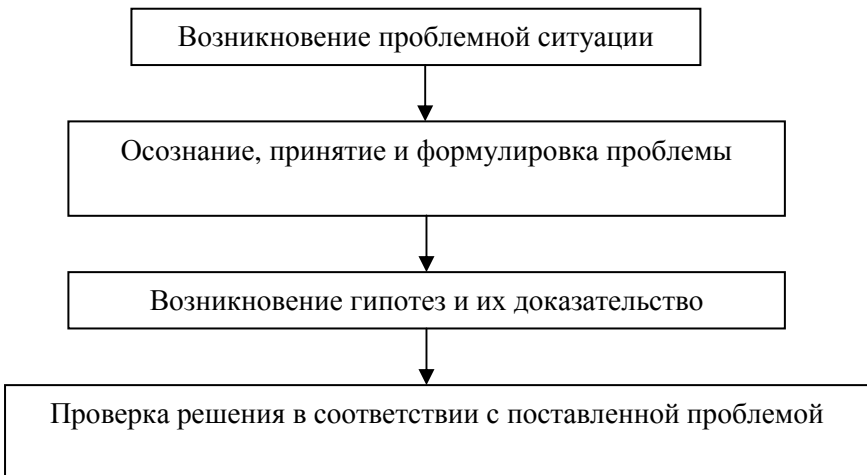 Возникновение проблемной ситуации
Осознание, принятие и формулировка проблемы
Возникновение гипотез и их доказательство
Проверка решения в соответствии с поставленной проблемой